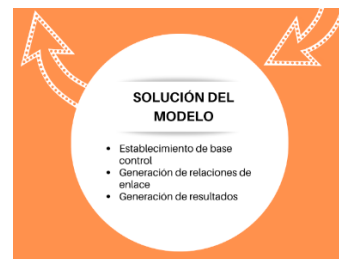 SOLUCIÓN DEL
MODELO
• Establecimiento de base
control
• Generación de relaciones de
enlace
• Generación de resultados